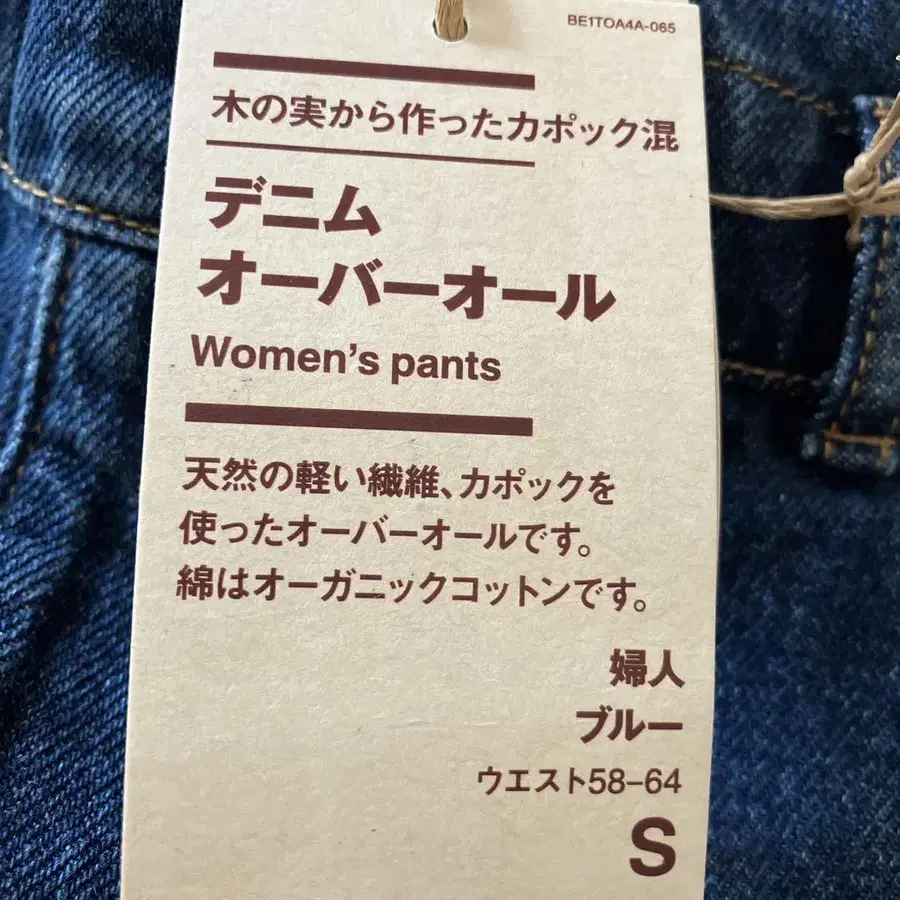 BE1TOA4A-065
木の実から作ったカポック混
デニム
オーバーオール
Women's pants
天然の軽い繊維、カポックを
使ったオーバーオールです。
綿はオーガニックコットンです。
婦人
ブルー
ウエスト58-64
S